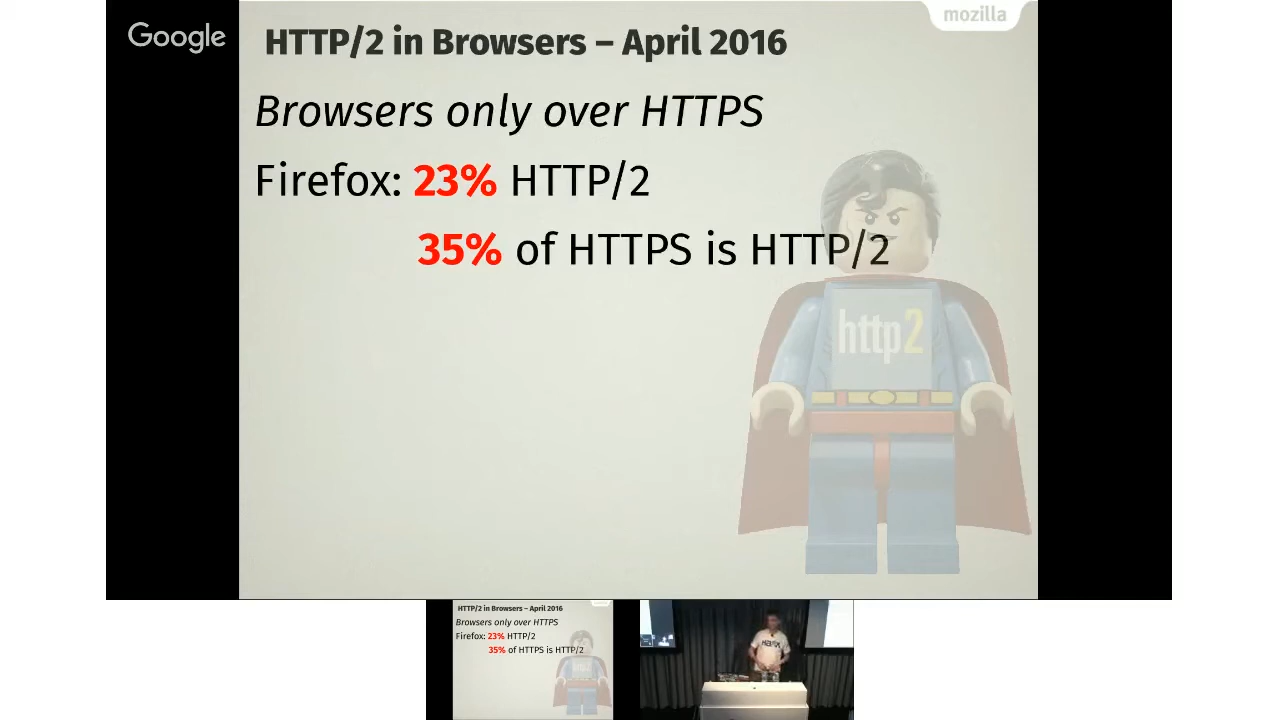 Google
mozilla
HTTP/2 in Browsers – April 2016
Browsers only over HTTPS
Firefox: 23% HTTP/2
35% of HTTPS is HTTP/2
http2
HTTP/2 in Browsers – April 2016
Browsers only over HTTPS
Firefox: 23% HTTP/2
35% of HTTPS is HTTP/2
http2